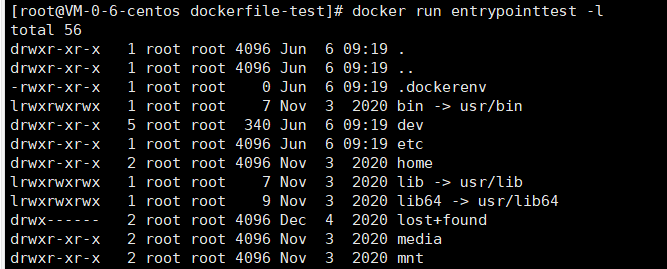 [root@VM-0-6-centos dockerfile-test]# docker run entrypointtest -l
total 56
drwxr-xr-x   1 root root 4096 Jun  6 09:19 .
drwxr-xr-x   1 root root 4096 Jun  6 09:19 ..
-rwxr-xr-x   1 root root    0 Jun  6 09:19 .dockerenv
lrwxrwxrwx   1 root root    7 Nov  3  2020 bin -> usr/bin
drwxr-xr-x   5 root root  340 Jun  6 09:19 dev
drwxr-xr-x   1 root root 4096 Jun  6 09:19 etc
drwxr-xr-x   2 root root 4096 Nov  3  2020 home
lrwxrwxrwx   1 root root    7 Nov  3  2020 lib -> usr/lib
lrwxrwxrwx   1 root root    9 Nov  3  2020 lib64 -> usr/lib64
drwx------   2 root root 4096 Dec  4  2020 lost+found
drwxr-xr-x   2 root root 4096 Nov  3  2020 media
drwxr-xr-x   2 root root 4096 Nov  3  2020 mnt